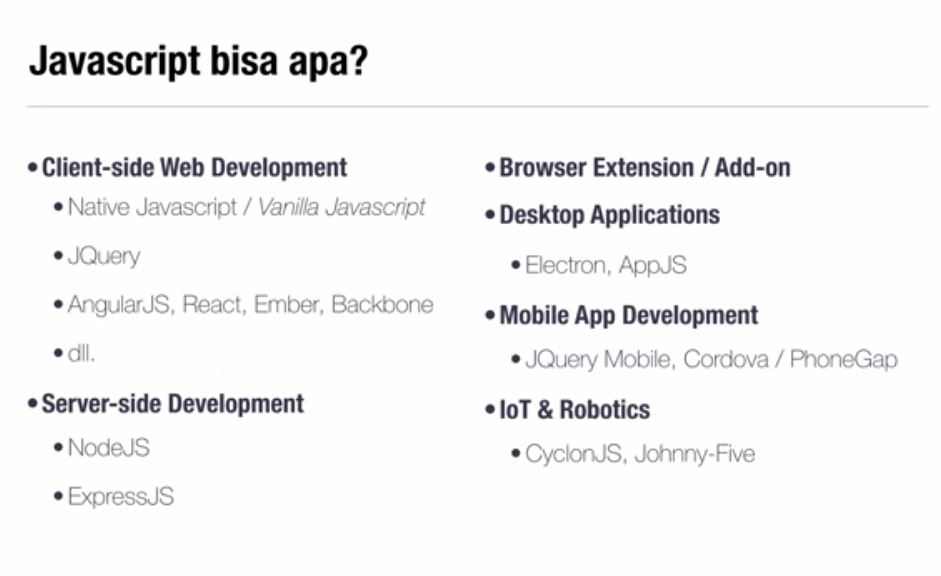 Javascript bisa apa?
• Client-side Web Development
• Native Javascript / Vanilla Javascript
• JQuery
• AngularJS, React, Ember, Backbone
• dll.
• Server-side Development
• NodeJS
• ExpressJS
• Browser Extension / Add-on
• Desktop Applications
• Electron, AppJS
• Mobile App Development
• JQuery Mobile, Cordova / PhoneGap
• IoT & Robotics
• CyclonJS, Johnny-Five